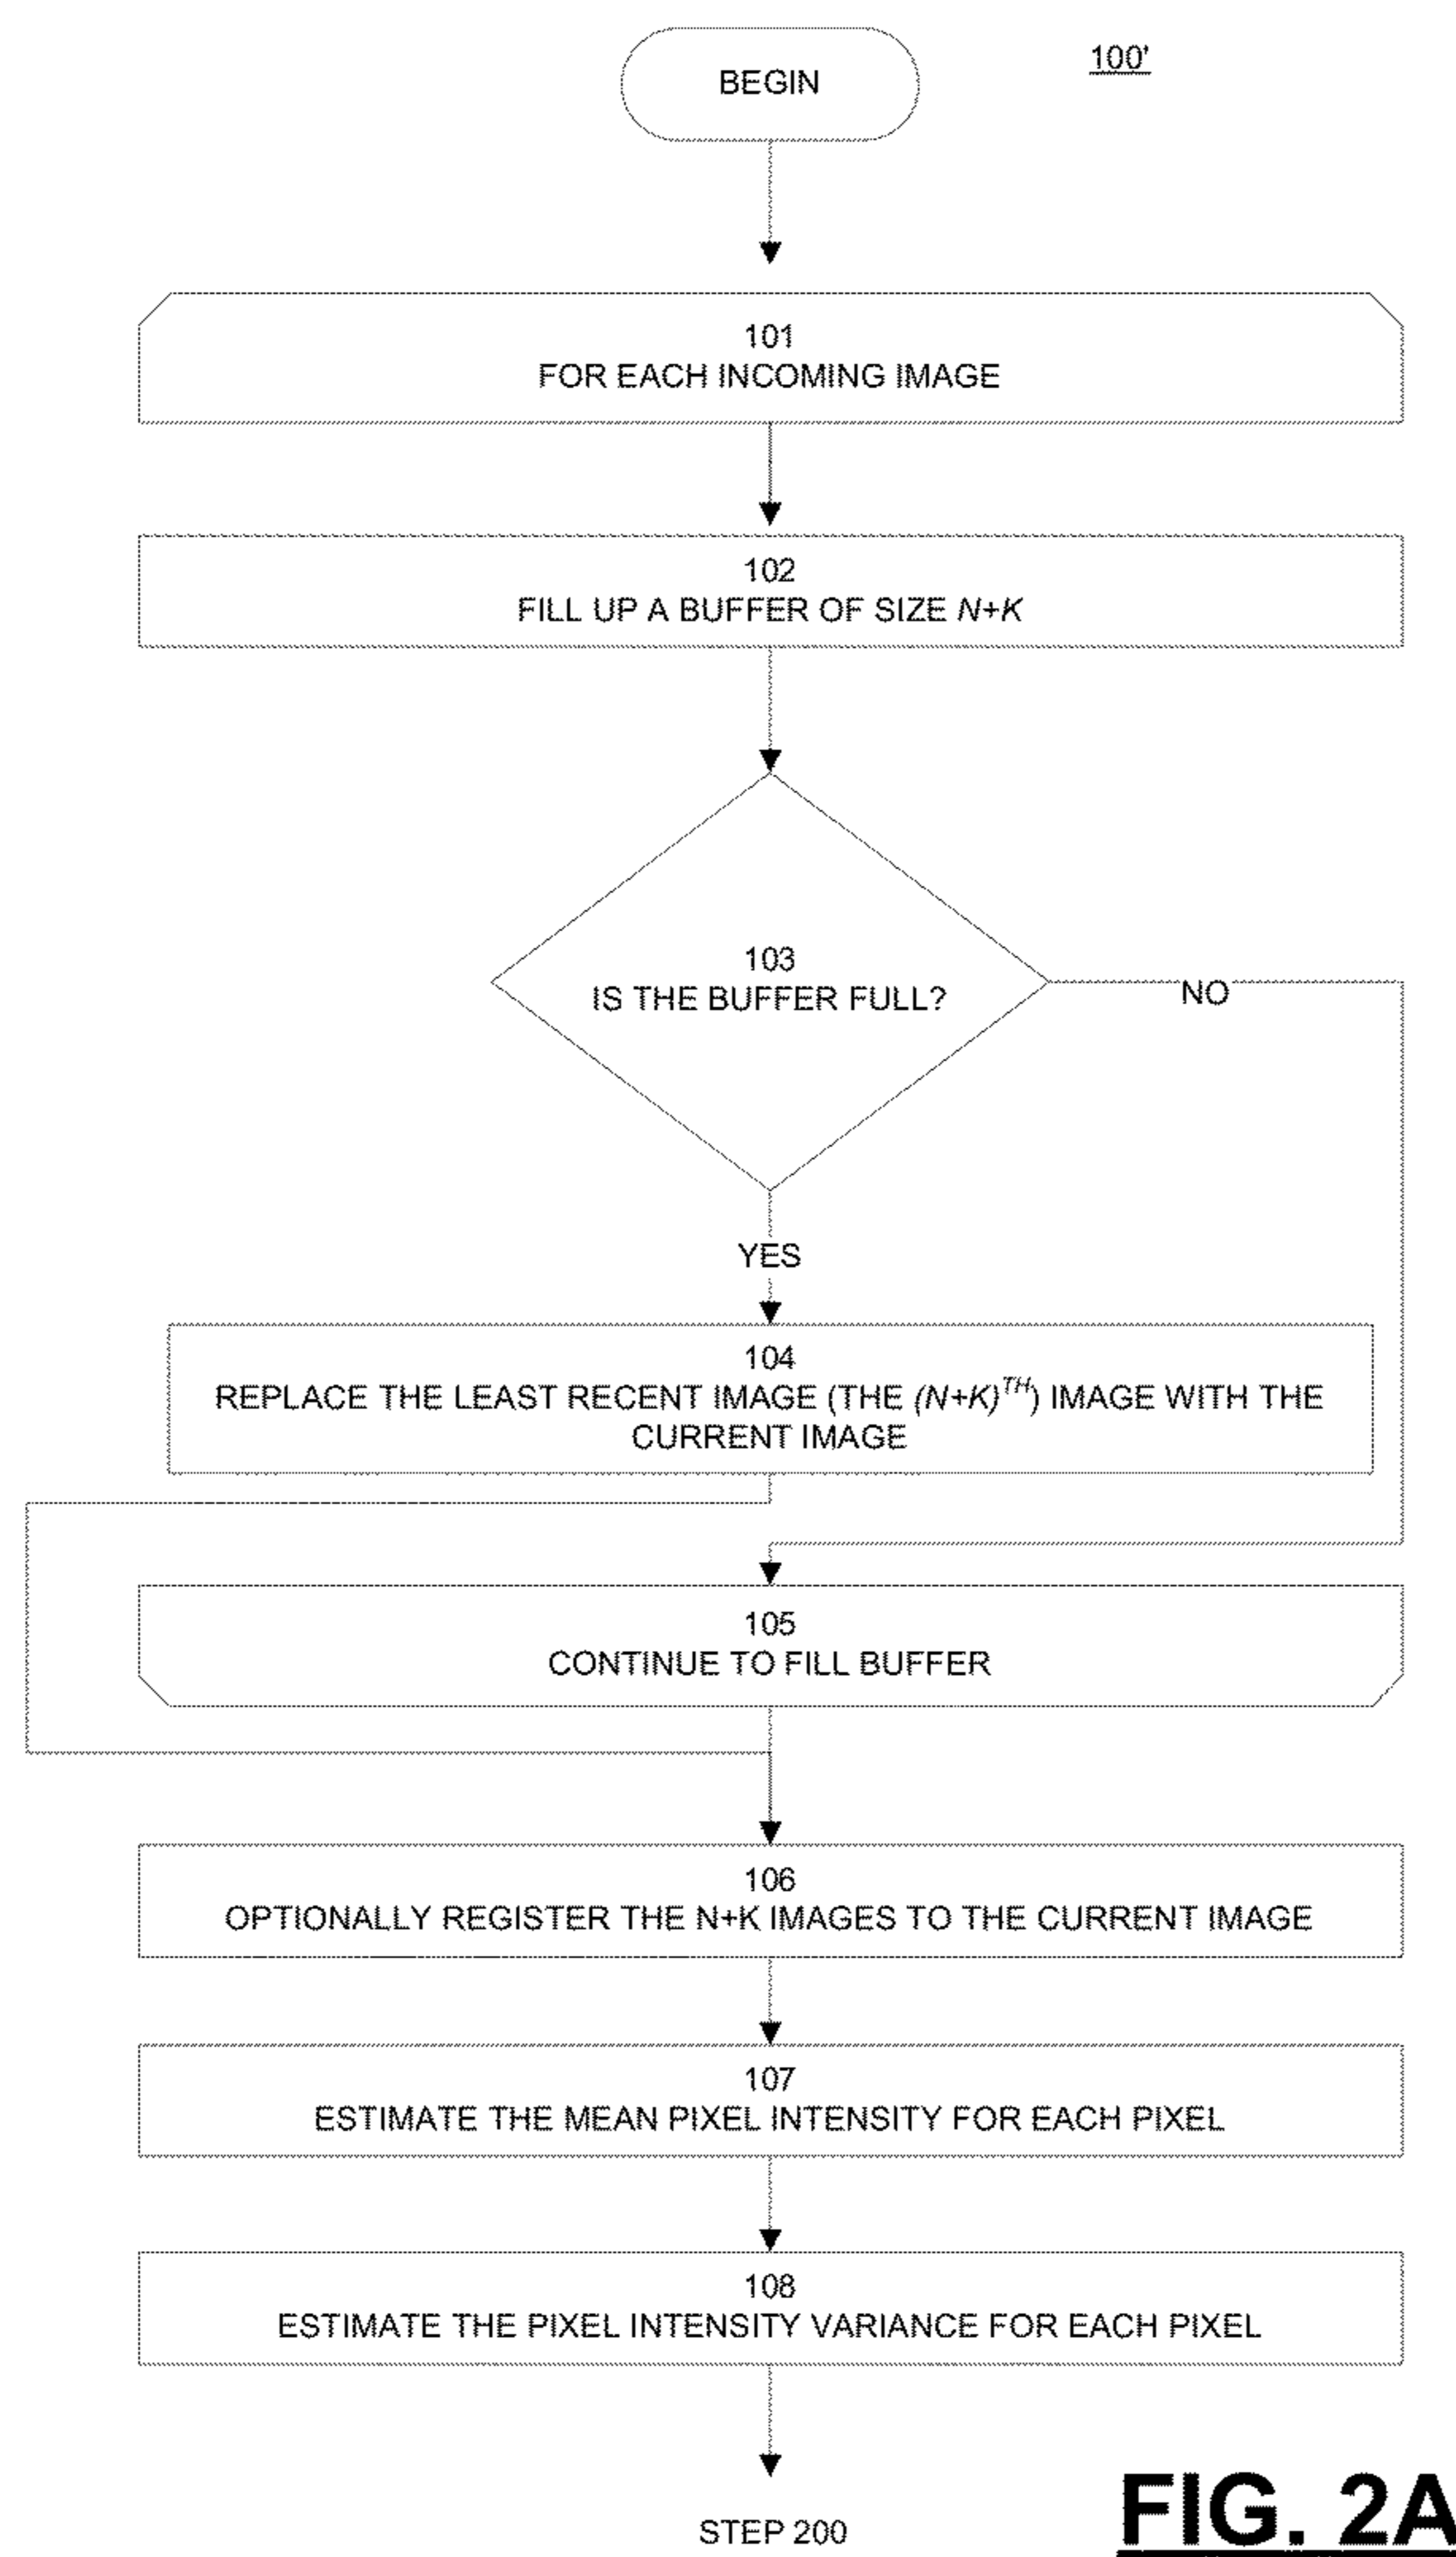 100'
BEGIN
101
FOR EACH INCOMING IMAGE
102
FILL UP A BUFFER OF SIZE N+K
103
IS THE BUFFER FULL?
NO
YES
104
REPLACE THE LEAST RECENT IMAGE (THE (N+K)^TH) IMAGE WITH THE
CURRENT IMAGE
105
CONTINUE TO FILL BUFFER
106
OPTIONALLY REGISTER THE N+K IMAGES TO THE CURRENT IMAGE
107
ESTIMATE THE MEAN PIXEL INTENSITY FOR EACH PIXEL
108
ESTIMATE THE PIXEL INTENSITY VARIANCE FOR EACH PIXEL
STEP 200
FIG. 2A